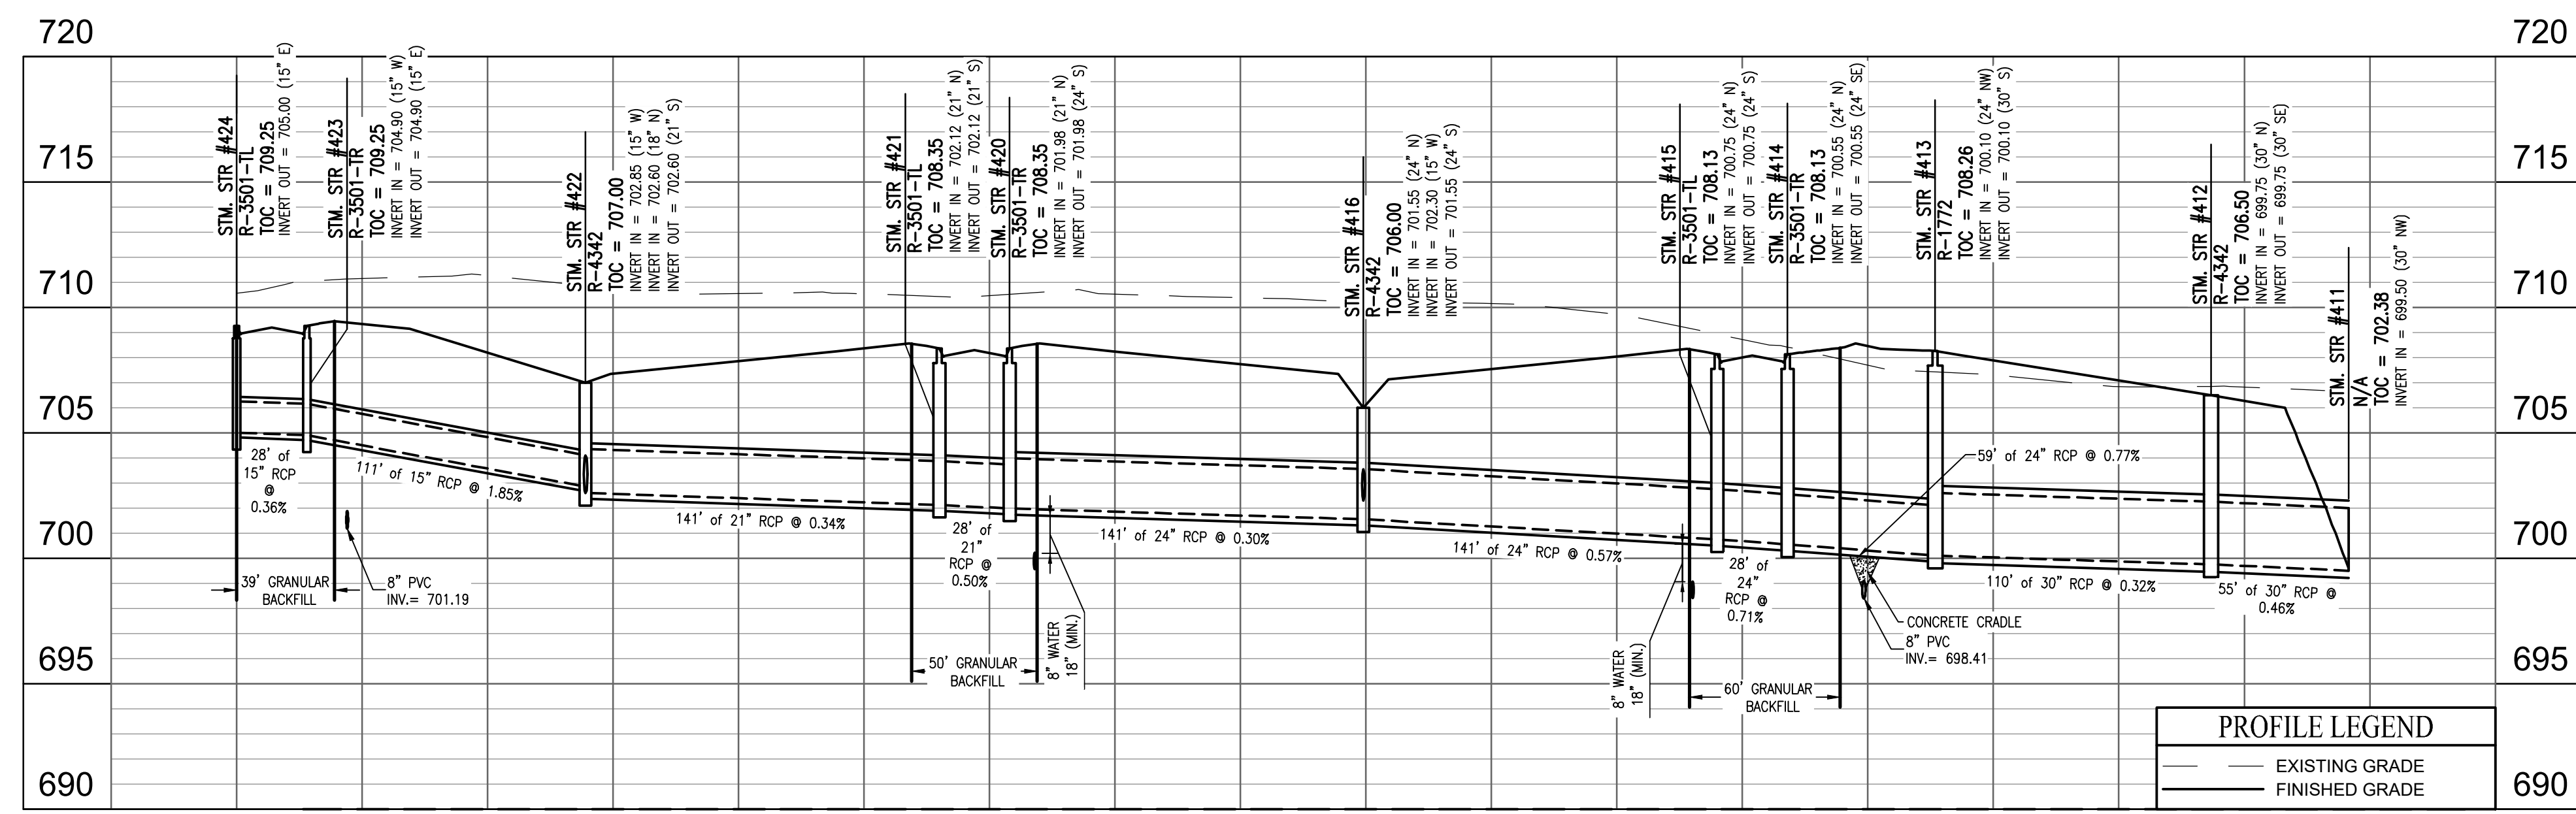 720
720
715
715
710
710
705
705
700
700
695
695
690
690
STM. STR #424
R-3501-TL
TOC = 709.25
INVERT OUT = 705.00 (15" E)
STM. STR #423
R-3501-TR
TOC = 709.25
INVERT IN = 704.90 (15" W)
INVERT OUT = 704.90 (15" E)
STM. STR #422
R-4342
TOC = 707.00
INVERT IN = 702.85 (15" W)
INVERT IN = 702.60 (18" N)
INVERT OUT = 702.60 (21" S)
STM. STR #421
R-3501-TL
TOC = 708.35
INVERT IN = 702.12 (21" N)
INVERT OUT = 702.12 (21" S)
STM. STR #420
R-3501-TR
TOC = 708.35
INVERT IN = 701.98 (21" N)
INVERT OUT = 701.98 (24" S)
STM. STR #416
R-4342
TOC = 706.00
INVERT IN = 701.55 (24" N)
INVERT IN = 702.30 (15" W)
INVERT OUT = 701.55 (24" S)
STM. STR #415
R-3501-TL
TOC = 708.13
INVERT IN = 700.75 (24" N)
INVERT OUT = 700.75 (24" S)
STM. STR #414
R-3501-TR
TOC = 708.13
INVERT IN = 700.55 (24" N)
INVERT OUT = 700.55 (24" SE)
STM. STR #413
R-1772
TOC = 708.26
INVERT IN = 700.10 (24" NW)
INVERT OUT = 700.10 (30" S)
STM. STR #412
R-4342
TOC = 706.50
INVERT IN = 699.75 (30" N)
INVERT OUT = 699.75 (30" SE)
STM. STR #411
N/A
TOC = 702.38
INVERT IN = 699.50 (30" NW)
28' of
15" RCP
@
0.36%
111' of 15" RCP @ 1.85%
141' of 21" RCP @ 0.34%
28' of
21"
RCP @
0.50%
141' of 24" RCP @ 0.30%
141' of 24" RCP @ 0.57%
28' of
24"
RCP @
0.71%
59' of 24" RCP @ 0.77%
110' of 30" RCP @ 0.32%
55' of 30" RCP @
0.46%
39' GRANULAR
BACKFILL
8" PVC
INV.= 701.19
50' GRANULAR
BACKFILL
8" WATER
18" (MIN.)
8" WATER
18" (MIN.)
60' GRANULAR
BACKFILL
CONCRETE CRADLE
8" PVC
INV.= 698.41
PROFILE LEGEND
EXISTING GRADE
FINISHED GRADE